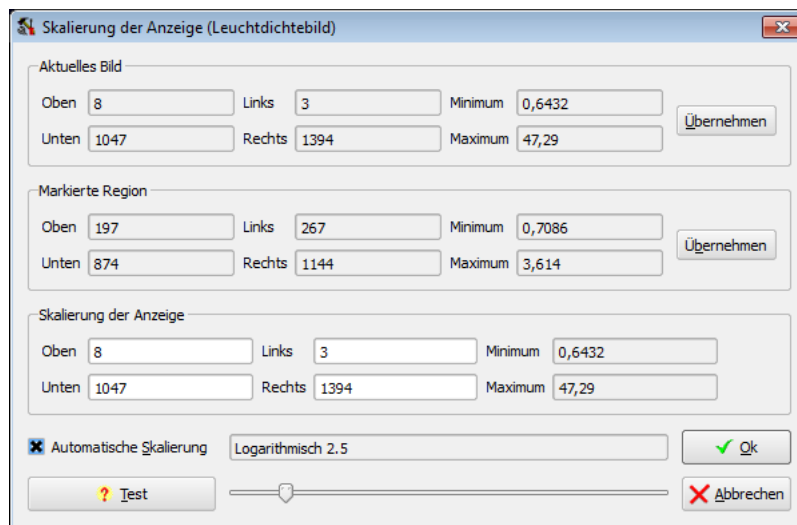 Skalierung der Anzeige (Leuchtdichtebild)
Aktuelles Bild
Oben 8 Links 3 Minimum 0,6432
Übernehmen
Unten 1047 Rechts 1394 Maximum 47,29
Markierte Region
Oben 197 Links 267 Minimum 0,7086
Übernehmen
Unten 874 Rechts 1144 Maximum 3,614
Skalierung der Anzeige
Oben 8 Links 3 Minimum 0,6432
Unten 1047 Rechts 1394 Maximum 47,29
Automatische Skalierung Logarithmisch 2.5 Ok
? Test Abbrechen